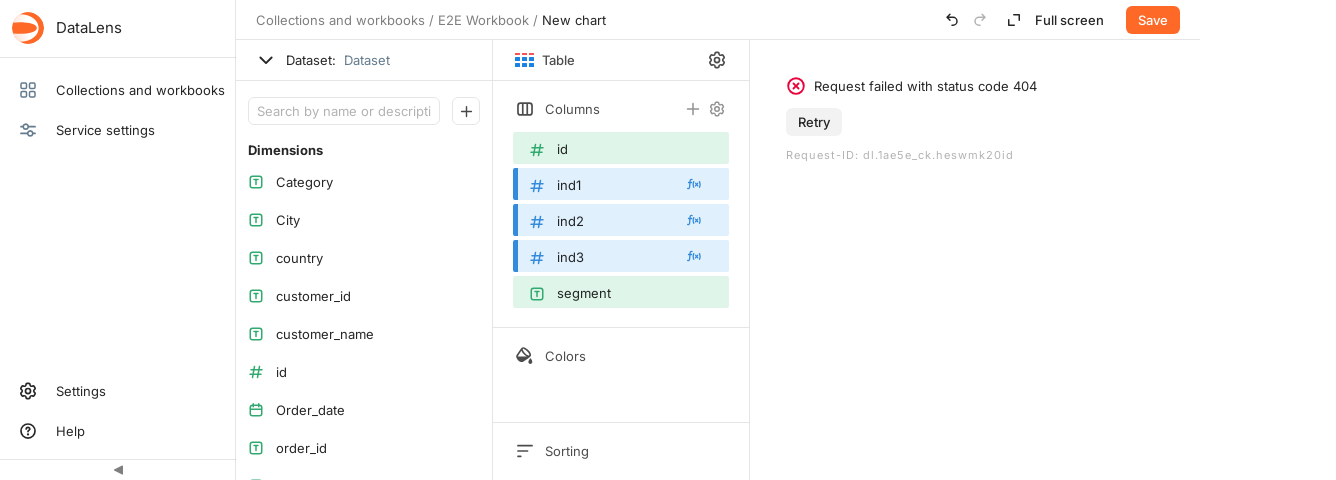 DataLens
Collections and workbooks
Service settings
Settings
Help
Collections and workbooks / E2E Workbook / New chart
Full screen
Save
Dataset: Dataset
Search by name or descripti
Dimensions
Category
City
country
customer_id
customer_name
id
Order_date
order_id
Table
Columns
id
ind1
ind2
ind3
segment
Colors
Sorting
Request failed with status code 404
Retry
Request-ID: dl.1ae5e_ck.heswmk20id